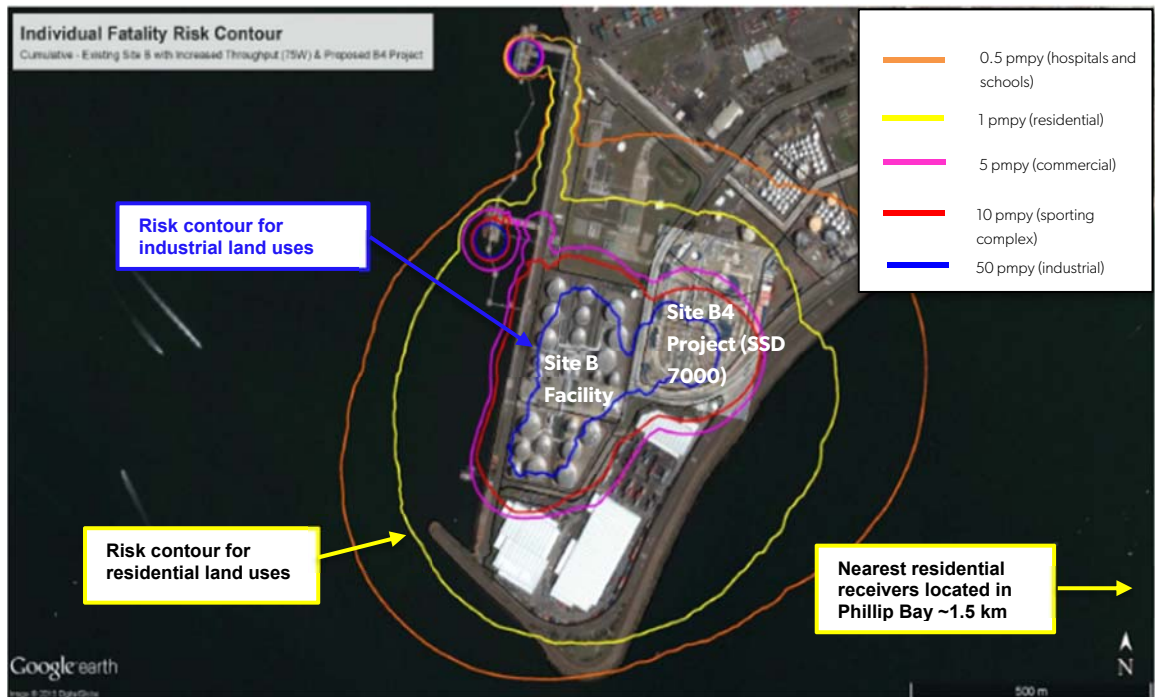 Individual Fatality Risk Contour
Cumulative - Existing Site B with Increased Throughput (75W) & Proposed B4 Project
0.5 pmpy (hospitals and
schools)
1 pmpy (residential)
5 pmpy (commercial)
10 pmpy (sporting
complex)
50 pmpy (industrial)
Risk contour for
industrial land uses
Site B4
Project (SSD
7000)
Site B
Facility
Risk contour for
residential land uses
Nearest residential
receivers located in
Phillip Bay ~1.5 km
N
Google earth
500 m